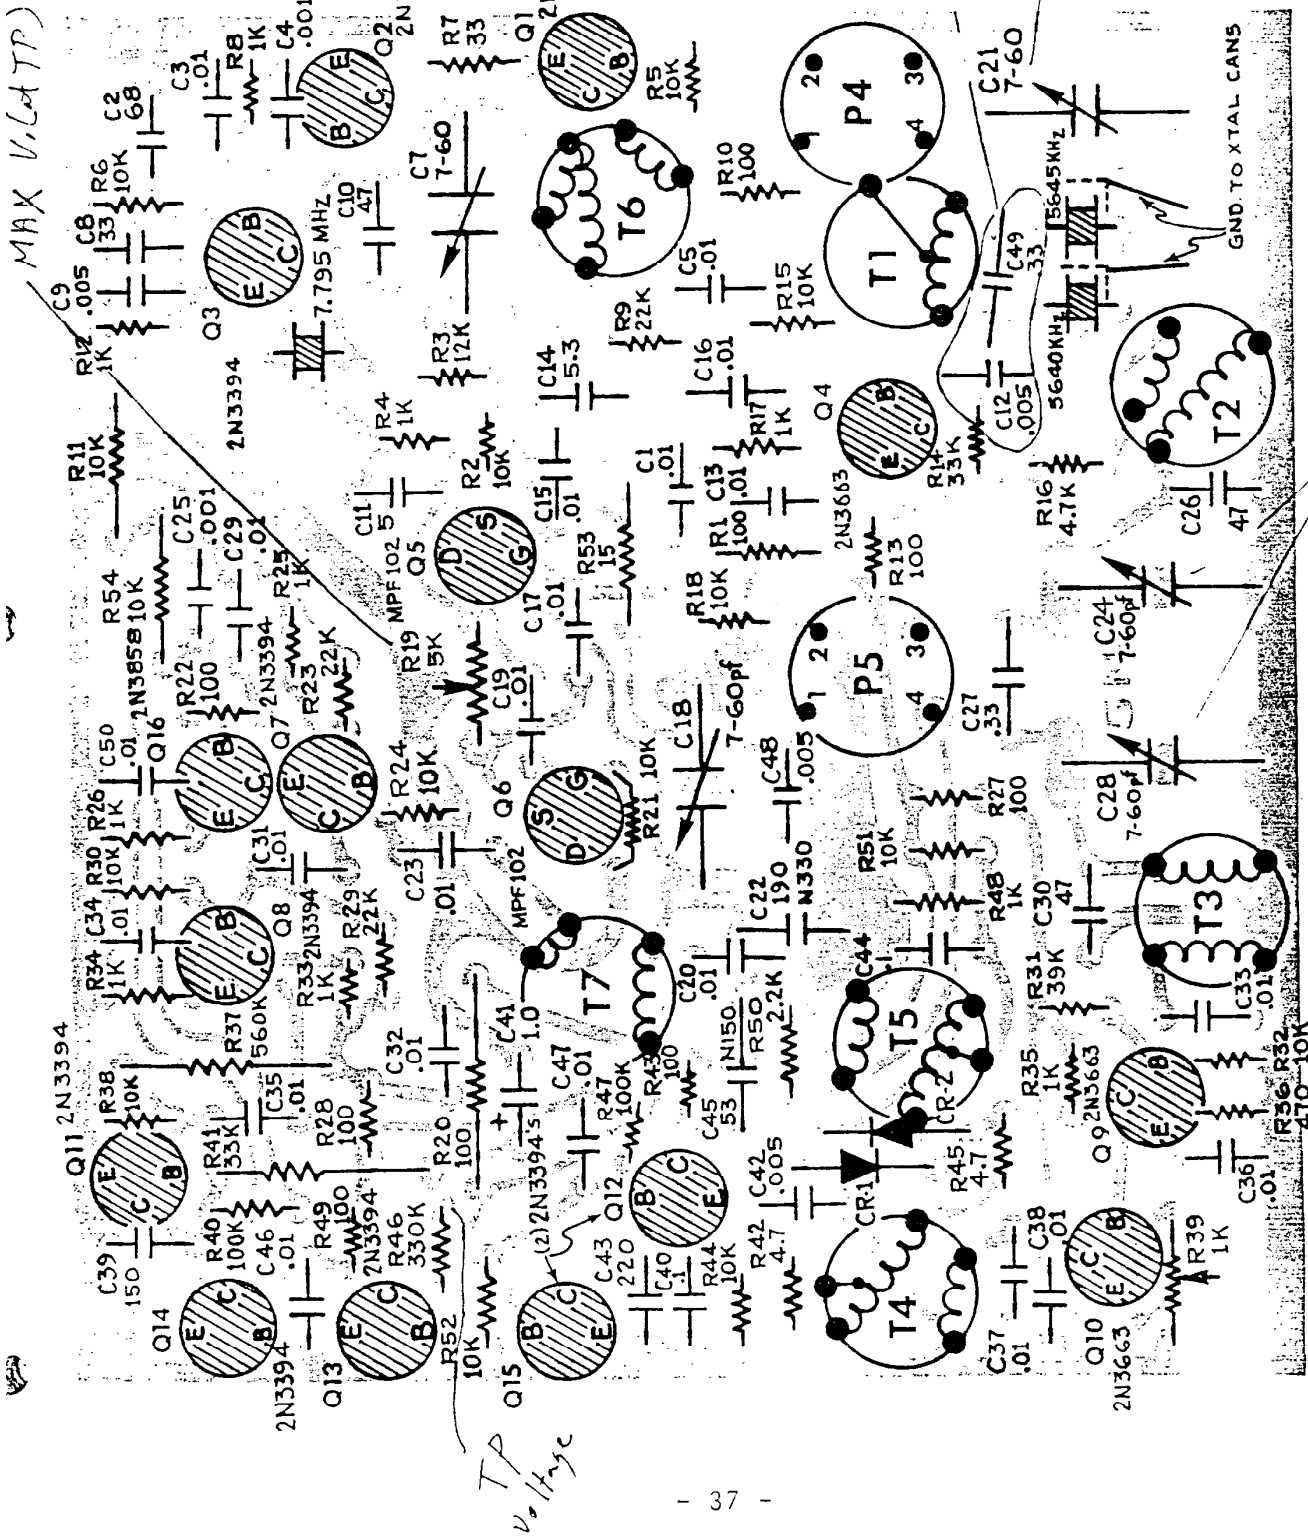 MAX V. (at TP)
Q11 2N3394
R38
10K
R37
560K
R34
1K
C34
.01
R30
10K
R26
1K
C50
.01
Q16
2N3858
R54
10K
R11
10K
R12
1K
C9
.005
C8
33
R6
10K
C2
68
C3
.01
R8
1K
C4
.001
Q2
R7
33
Q1
C39
150
Q14
2N3394
R40
100K
C46
.01
R41
33K
C35
.01
R28
100
R49
100
Q13
2N3394
R46
330K
R52
10K
R33
1K
Q8
2N3394
R29
22K
C31
.01
Q7
2N3394
R22
100
R23
22K
R25
1K
C25
.001
C29
.01
2N3394
Q3
7.795 MHz
C10
47
C7
7-60
C32
.01
R20
100
C41
1.0
+
C23
.01
R24
10K
R19
5K
MPF102
Q5
C11
5
R4
1K
R3
12K
R2
10K
Q15
(2) 2N3394'S
Q12
C47
.01
R47
100K
R43
100
T7
MPF102
Q6
R21
10K
C19
.01
C17
.01
R53
15
C15
.01
C14
5.3
R9
22K
T6
R5
10K
C43
220
C40
.1
R44
10K
C45
53
N150
C20
.01
C18
7-60pf
R18
10K
R1
100
C1
.01
C13
.01
R17
1K
C16
.01
C5
.01
R15
10K
R10
100
R42
4.7
C42
.005
R50
2.2K
C22
190
N330
C48
.005
P5
1
2
3
4
2N3663
Q4
R13
100
R14
33K
T1
P4
1
2
3
4
T4
CR-1
CR-2
R45
4.7
T5
C44
.1
R51
10K
R48
1K
R27
100
C27
.33
C12
.005
C49
33
C21
7-60
C37
.01
C38
.01
Q10
2N3663
R39
1K
R35
1K
Q9
2N3663
R31
39K
C30
47
C28
7-60pf
C24
7-60pf
R16
4.7K
5640KHz
5645KHz
GND. TO XTAL CANS
C36
.01
R36
470
R32
10K
C33
.01
T3
C26
47
T2
TP
voltage
- 37 -